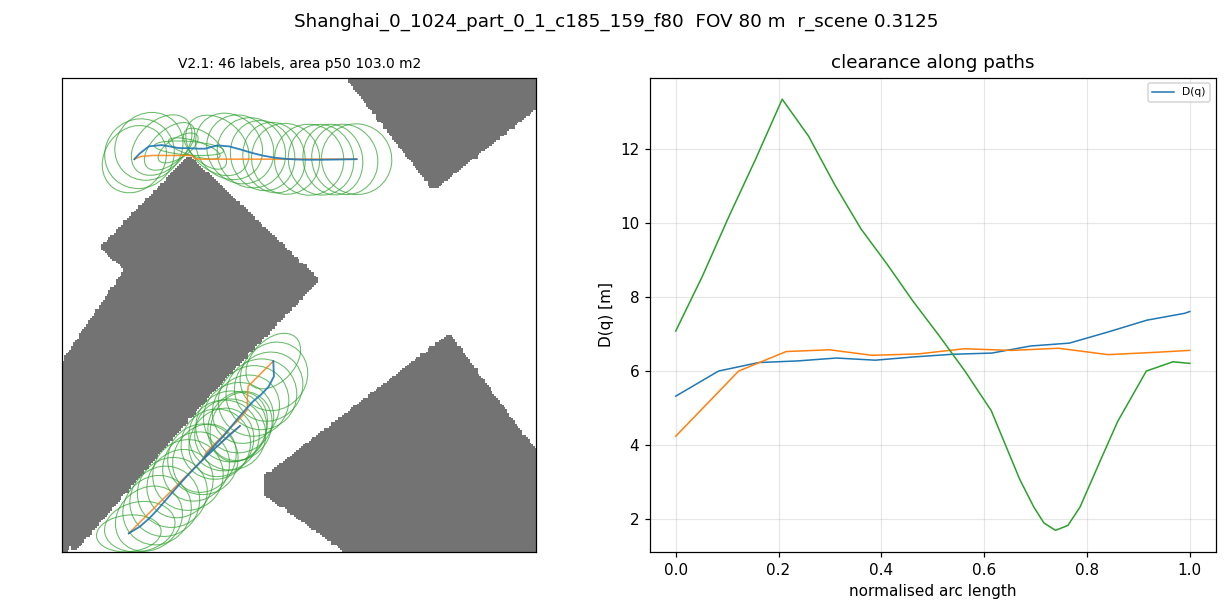 Shanghai_0_1024_part_0_1_c185_159_f80  FOV 80 m  r_scene 0.3125
V2.1: 46 labels, area p50 103.0 m2
clearance along paths
D(q)
12
10
8
6
4
2
D(q) [m]
0.0 0.2 0.4 0.6 0.8 1.0
normalised arc length